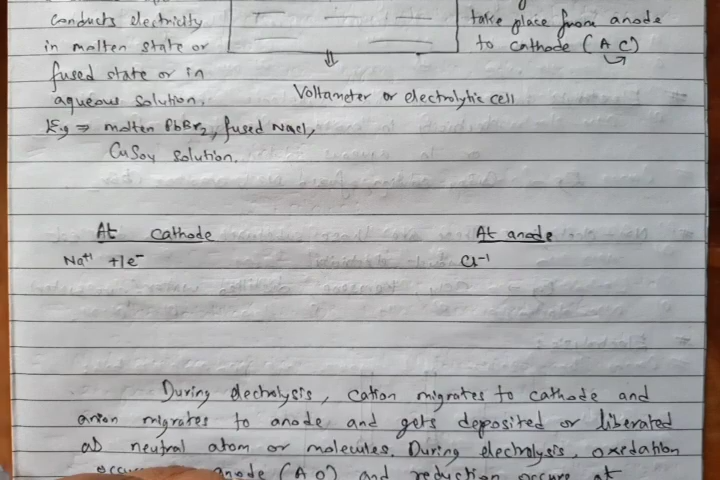 conducts electricity
in molten state or
fused state or in
aqueous solution.
E.g ⇒ molten PbBr2, fused NaCl,
CuSO4 solution.
take place from anode
to cathode (A C)
Voltameter or electrolytic cell
At cathode
At anode
Na+1 +1e-
Cl-1
During electrolysis, cation migrates to cathode and
anion migrates to anode and gets deposited or liberated
as neutral atom or molecules. During electrolysis, oxidation
anode (A O) and reduction occurs at